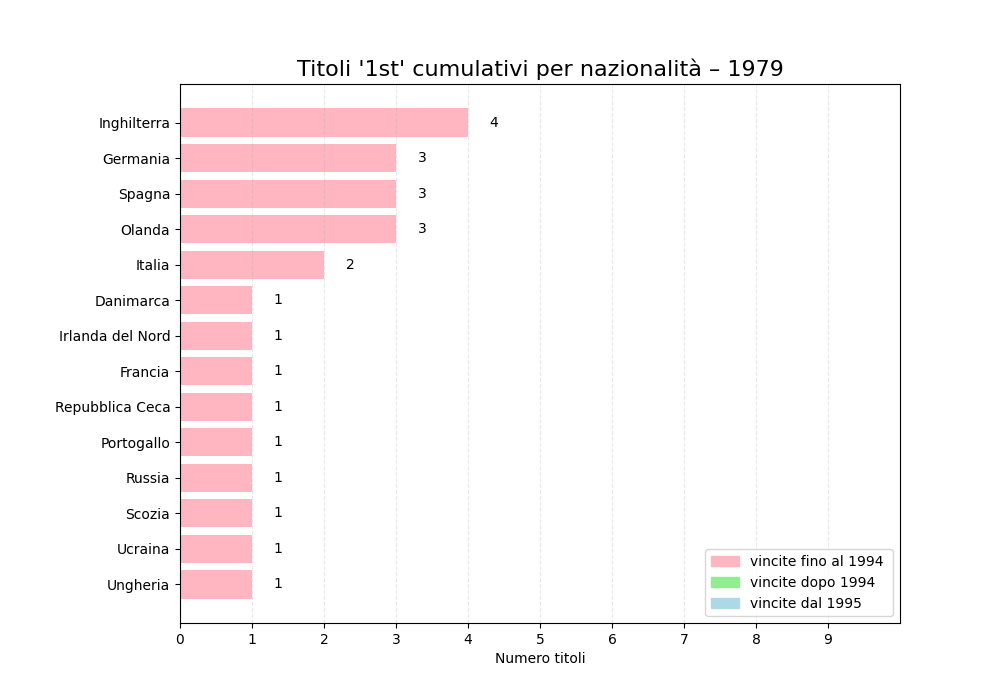 Titoli '1st' cumulativi per nazionalità – 1979
Inghilterra 4
Germania 3
Spagna 3
Olanda 3
Italia 2
Danimarca 1
Irlanda del Nord 1
Francia 1
Repubblica Ceca 1
Portogallo 1
Russia 1
Scozia 1
Ucraina 1
Ungheria 1
vincite fino al 1994
vincite dopo 1994
vincite dal 1995
0 1 2 3 4 5 6 7 8 9
Numero titoli